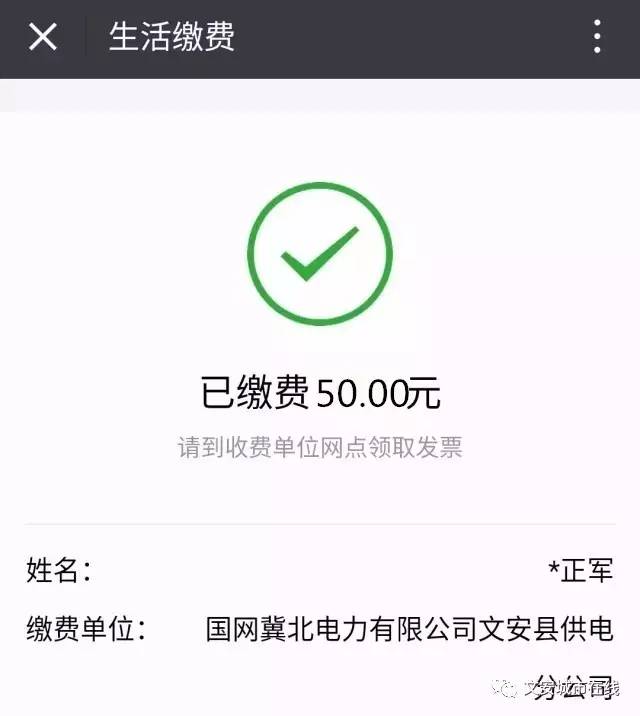 生活缴费
已缴费50.00元
请到收费单位网点领取发票
姓名： *正军
缴费单位： 国网冀北电力有限公司文安县供电
分公司
文安城市在线